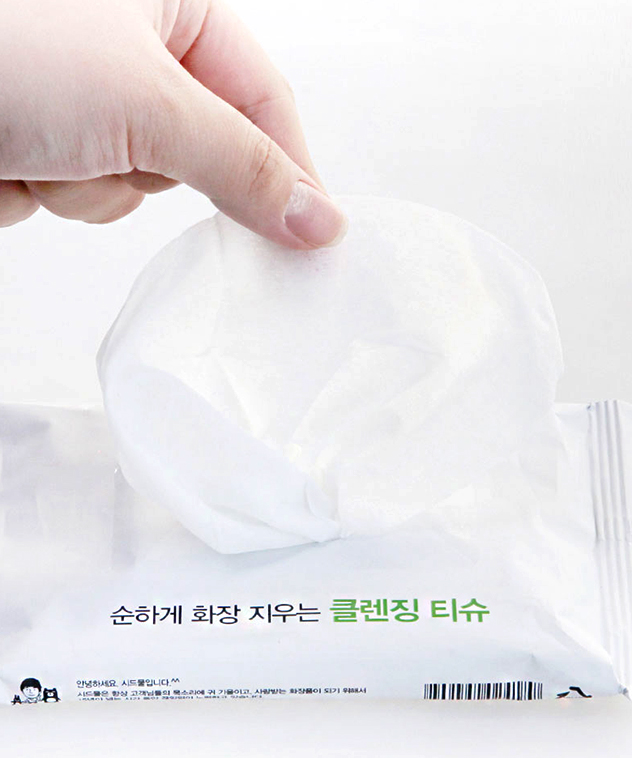 순하게 화장 지우는 클렌징 티슈
안녕하세요. 시드물입니다.^^
시드물은 항상 고객님들의 목소리에 귀 기울이고, 사랑받는 화장품이 되기 위해서